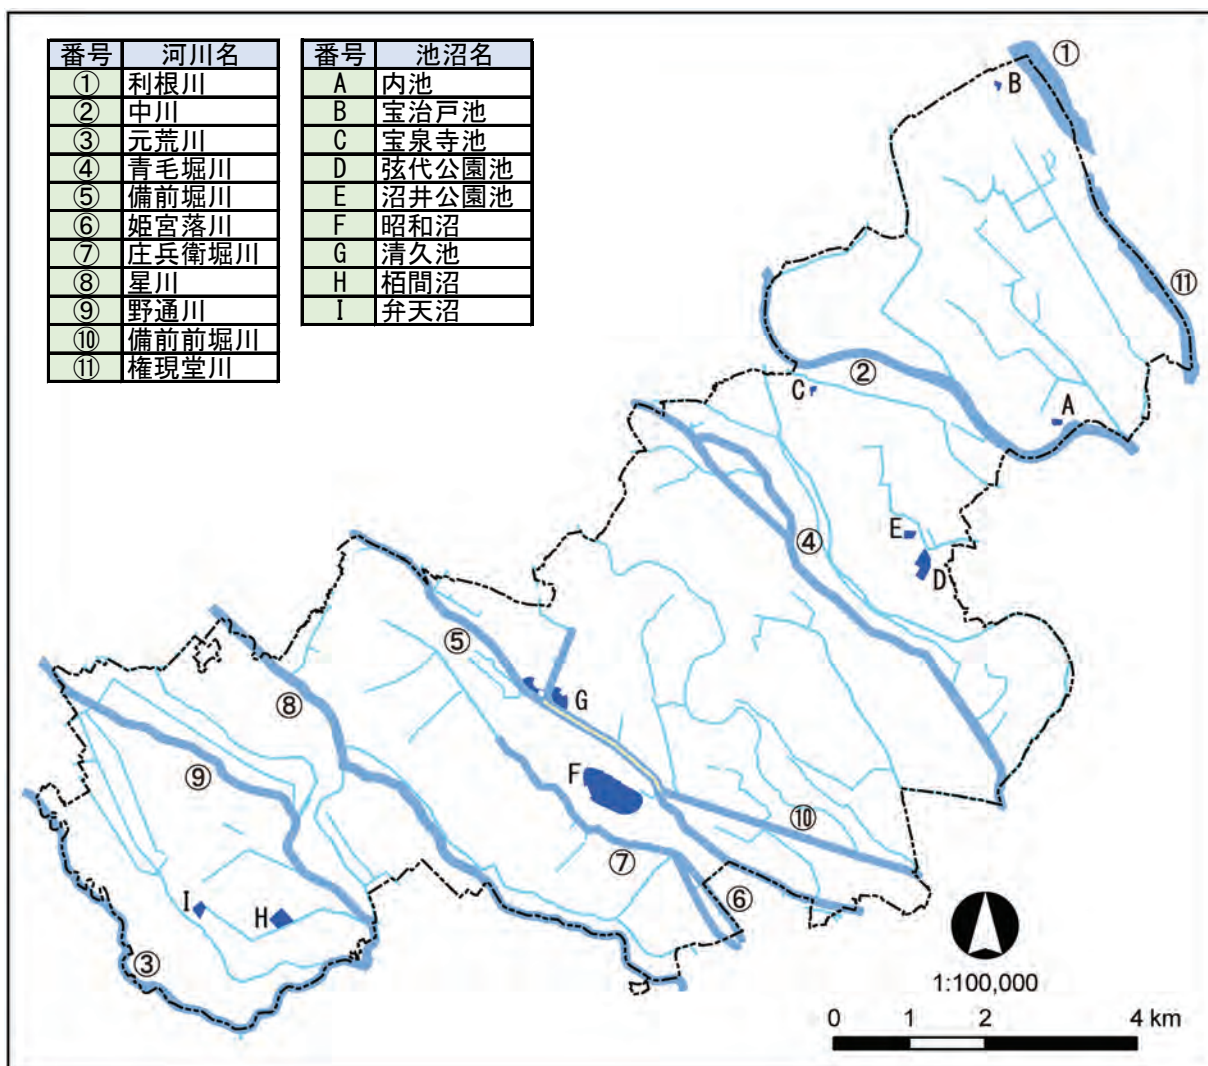 番号 河川名
① 利根川
② 中川
③ 元荒川
④ 青毛堀川
⑤ 備前堀川
⑥ 姫宮落川
⑦ 庄兵衛堀川
⑧ 星川
⑨ 野通川
⑩ 備前前堀川
⑪ 権現堂川
番号 池沼名
A 内池
B 宝治戸池
C 宝泉寺池
D 弦代公園池
E 沼井公園池
F 昭和沼
G 清久池
H 栢間沼
I 弁天沼
①
B
⑪
②
C
A
E
④
D
⑤
G
⑧
⑨
F
⑩
⑦
I
H
⑥
③
1:100,000
0 1 2 4 km